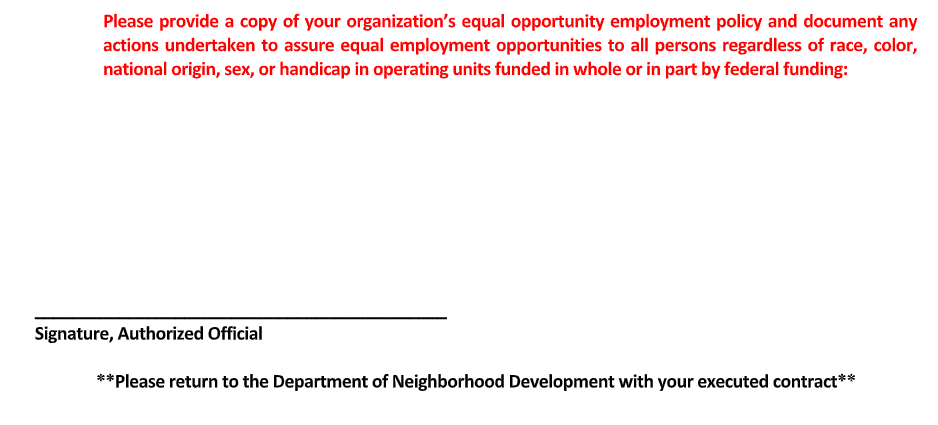 Please provide a copy of your organization’s equal opportunity employment policy and document any
actions undertaken to assure equal employment opportunities to all persons regardless of race, color,
national origin, sex, or handicap in operating units funded in whole or in part by federal funding:
Signature, Authorized Official
**Please return to the Department of Neighborhood Development with your executed contract**